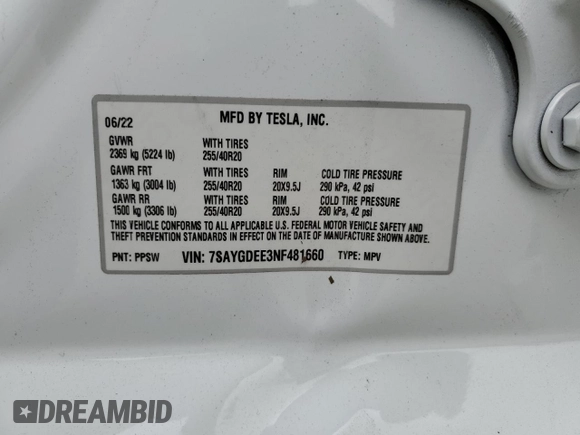 06/22 MFD BY TESLA, INC.
GVWR WITH TIRES
2369 kg (5224 lb) 255/40R20
GAWR FRT WITH TIRES RIM COLD TIRE PRESSURE
1363 kg (3004 lb) 255/40R20 20X9.5J 290 kPa, 42 psi
GAWR RR WITH TIRES RIM COLD TIRE PRESSURE
1500 kg (3306 lb) 255/40R20 20X9.5J 290 kPa, 42 psi
THIS VEHICLE CONFORMS TO ALL APPLICABLE U.S. FEDERAL MOTOR VEHICLE SAFETY AND
THEFT PREVENTION STANDARDS IN EFFECT ON THE DATE OF MANUFACTURE SHOWN ABOVE.
PNT: PPSW VIN: 7SAYGDEE3NF481660 TYPE: MPV
DREAMBID